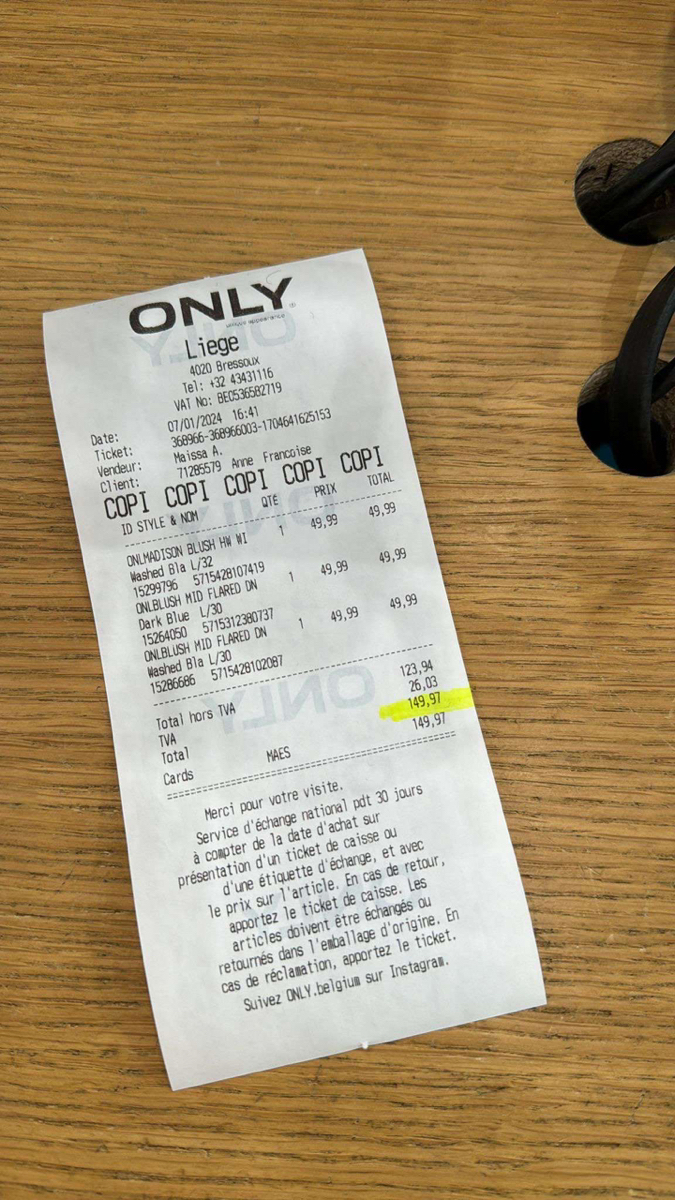 ONLY
Liege
4020 Bressoux
Tel: +32 43431116
VAT No: BE0536582719
Date: 07/01/2024 16:41
Ticket: 368966-368966003-1704641625153
Vendeur: Maissa A.
Client: 71285579 Anne Francoise
COPI COPI COPI COPI COPI
ID STYLE & NOM QTE PRIX TOTAL
ONLMADISON BLUSH HW WI 1 49,99 49,99
Washed Bla L/32
15299796 5715428107419
ONLBLUSH MID FLARED DN 1 49,99 49,99
Dark Blue L/30
15264050 5715312380737
ONLBLUSH MID FLARED DN 1 49,99 49,99
Washed Bla L/30
15286686 5715428102087
Total hors TVA 123,94
TVA 26,03
Total 149,97
Cards MAES 149,97
Merci pour votre visite.
Service d'échange national pdt 30 jours
à compter de la date d'achat sur
présentation d'un ticket de caisse ou
d'une étiquette d'échange, et avec
le prix sur l'article. En cas de retour,
apportez le ticket de caisse. Les
articles doivent être échangés ou
retournés dans l'emballage d'origine. En
cas de réclamation, apportez le ticket.
Suivez ONLY.belgium sur Instagram.